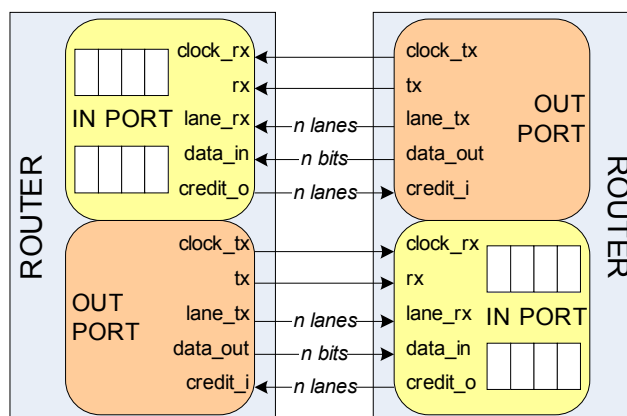 clock_rx clock_tx
rx tx
IN PORT lane_rx n lanes lane_tx OUT PORT
data_in n bits data_out
credit_o n lanes credit_i
ROUTER ROUTER
clock_tx clock_rx
tx rx
OUT PORT lane_tx n lanes lane_rx IN PORT
data_out n bits data_in
credit_i n lanes credit_o